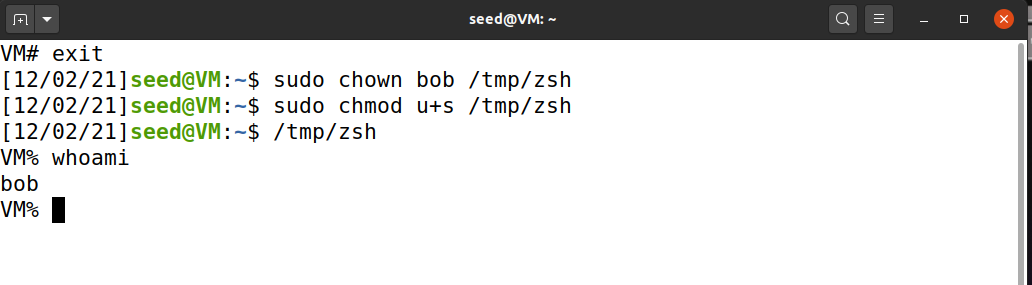 seed@VM: ~
VM# exit
[12/02/21]seed@VM:~$ sudo chown bob /tmp/zsh
[12/02/21]seed@VM:~$ sudo chmod u+s /tmp/zsh
[12/02/21]seed@VM:~$ /tmp/zsh
VM% whoami
bob
VM%